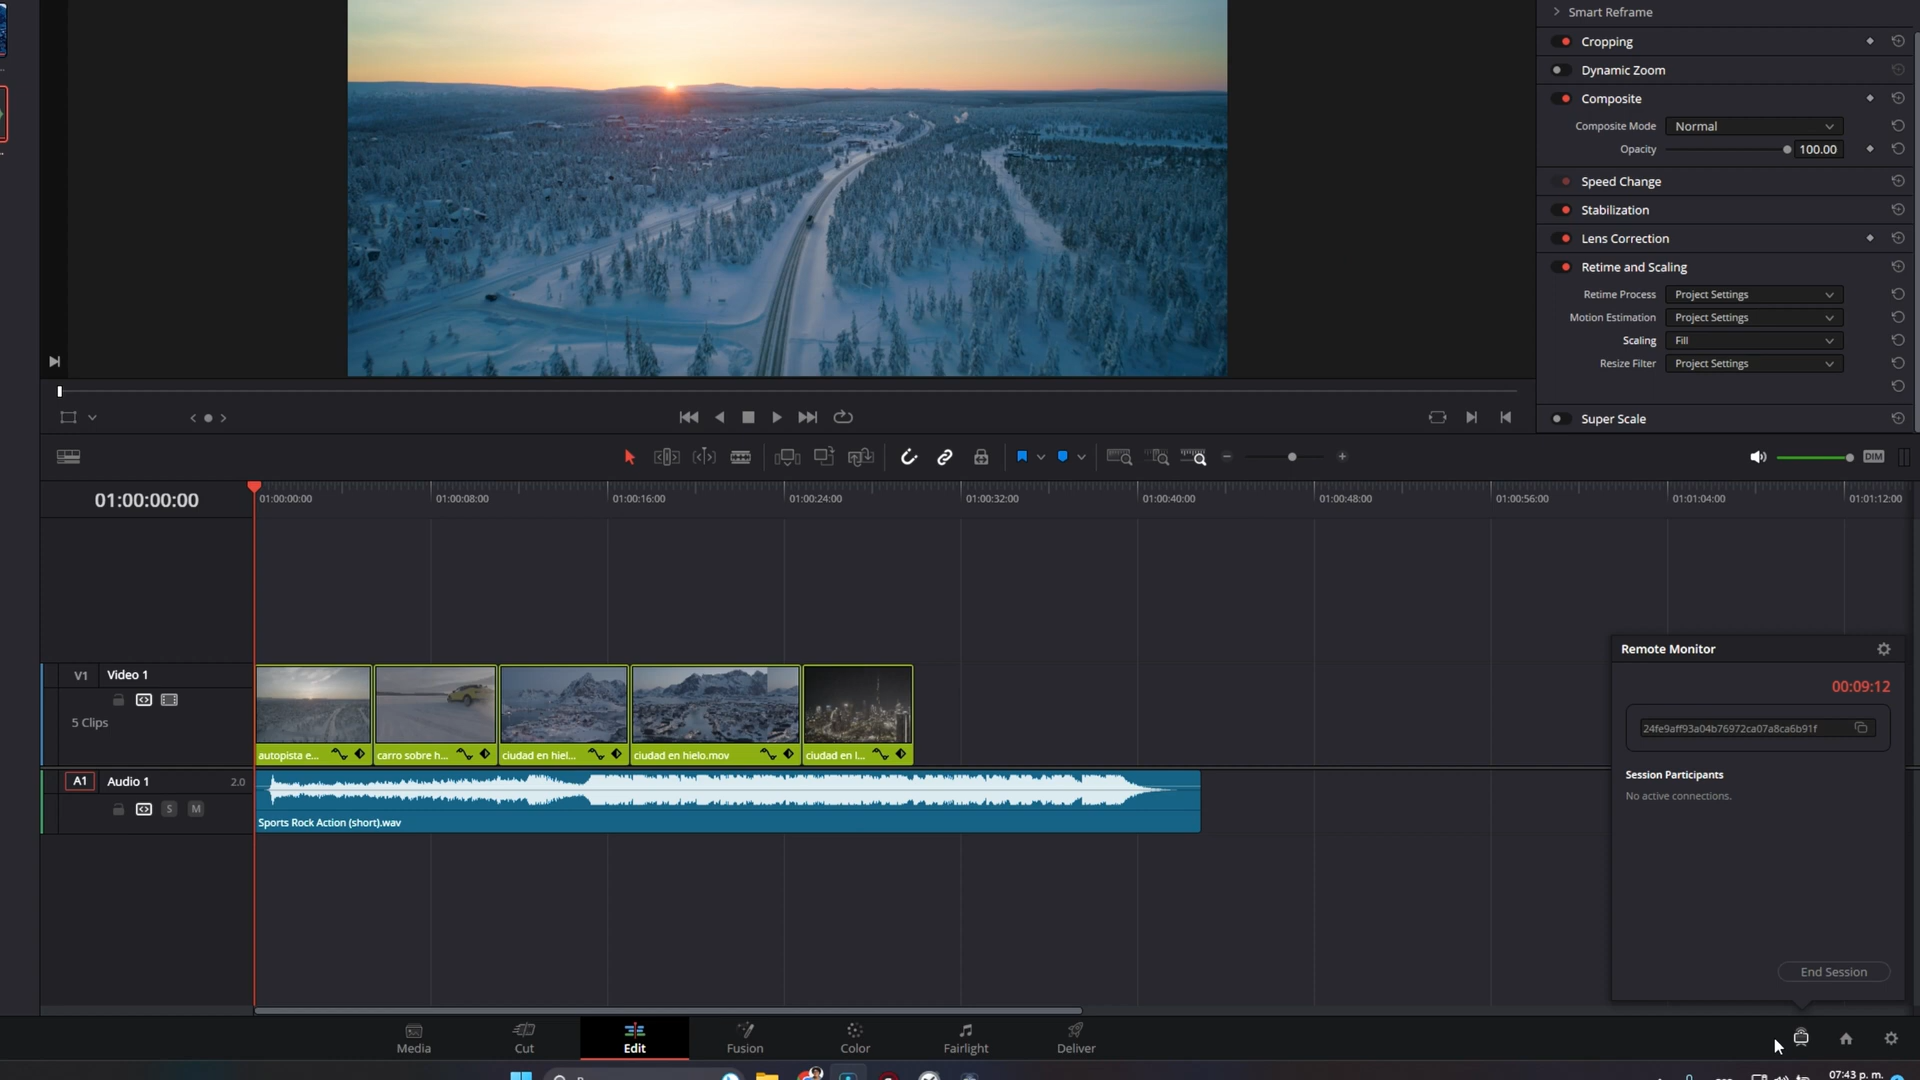 Smart Reframe
Cropping
Dynamic Zoom
Composite
Composite Mode Normal
Opacity 100.00
Speed Change
Stabilization
Lens Correction
Retime and Scaling
Retime Process Project Settings
Motion Estimation Project Settings
Scaling Fill
Resize Filter Project Settings
Super Scale
DIM
01:00:00:00
01:00:00:00 01:00:08:00 01:00:16:00 01:00:24:00 01:00:32:00 01:00:40:00 01:00:48:00 01:00:56:00 01:01:04:00 01:01:12:00
V1 Video 1
5 Clips
autopista e... carro sobre h... ciudad en hiel... ciudad en hielo.mov ciudad en l...
A1 Audio 1 2.0
S M
Sports Rock Action (short).wav
Remote Monitor
00:09:12
24fe9aff93a04b76972ca07a8ca6b91f
Session Participants
No active connections.
End Session
Media Cut Edit Fusion Color Fairlight Deliver
07:43 p. m.